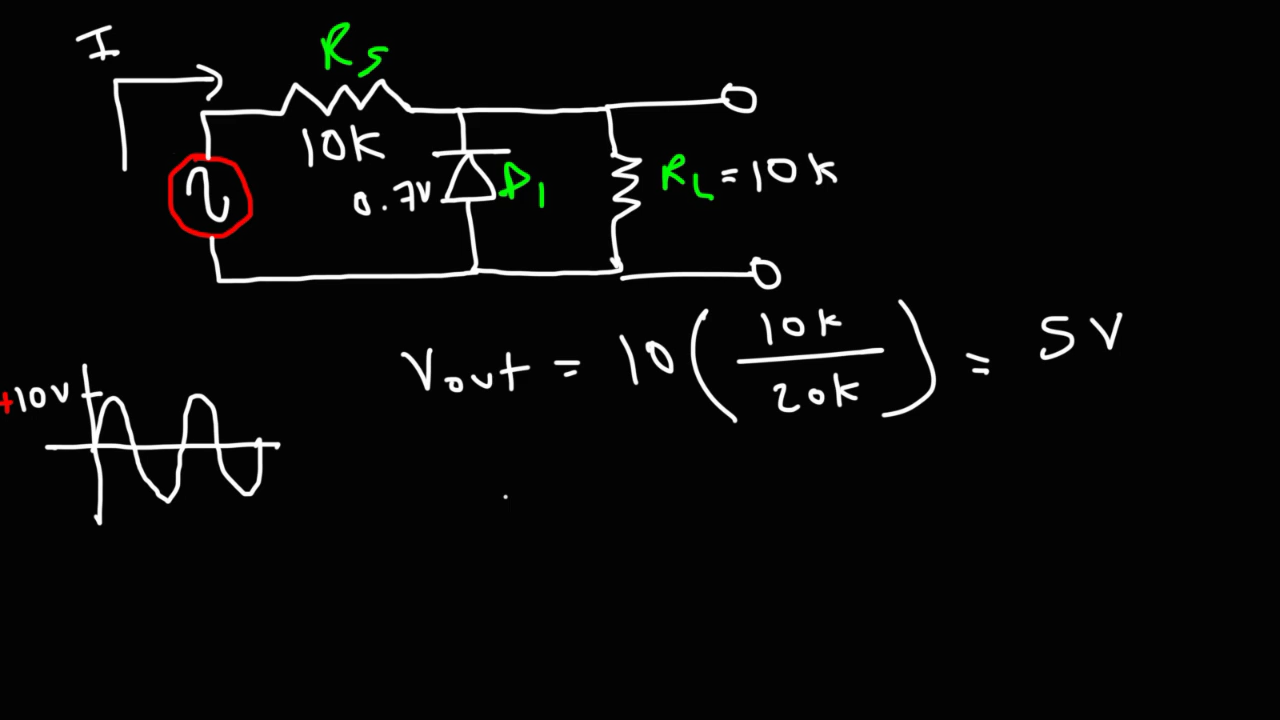 I
Rs
10K
0.7V D1
RL = 10k
+10V
Vout = 10(10k/20k) = 5V